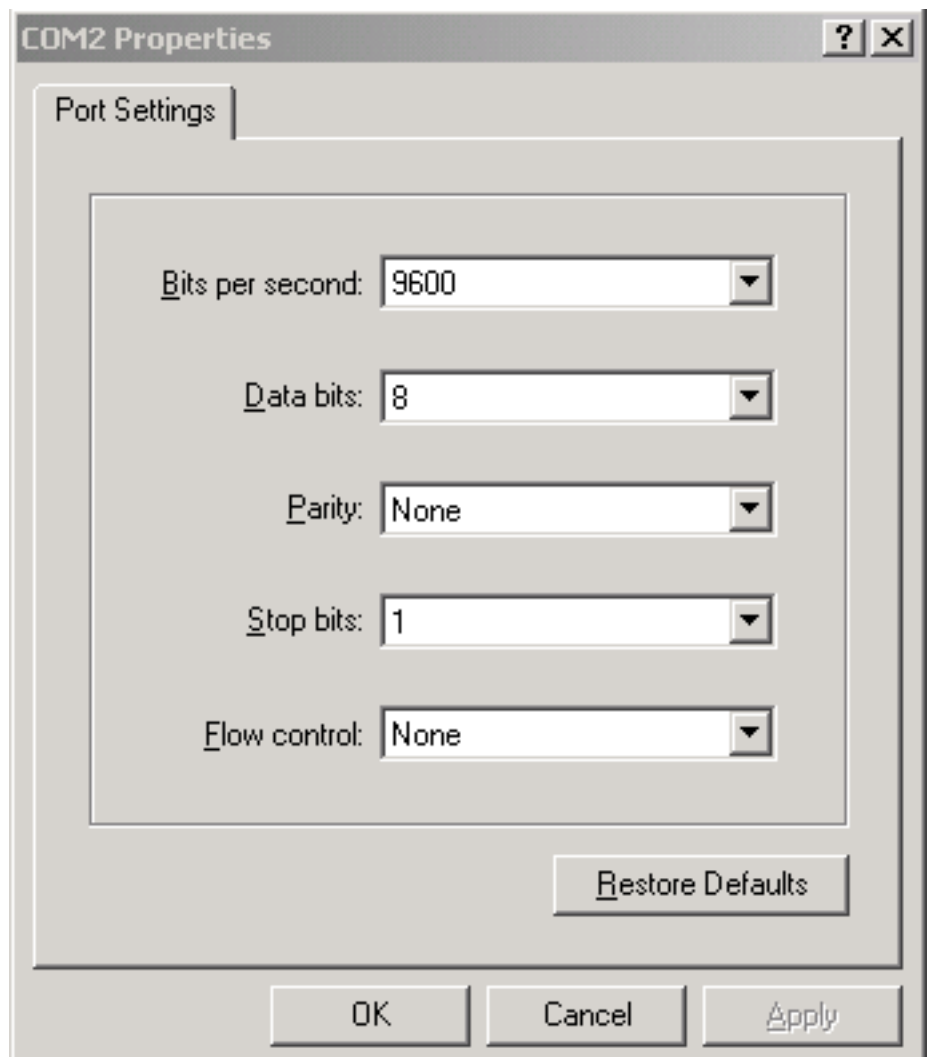 COM2 Properties
Port Settings
Bits per second: 9600
Data bits: 8
Parity: None
Stop bits: 1
Flow control: None
Restore Defaults
OK Cancel Apply